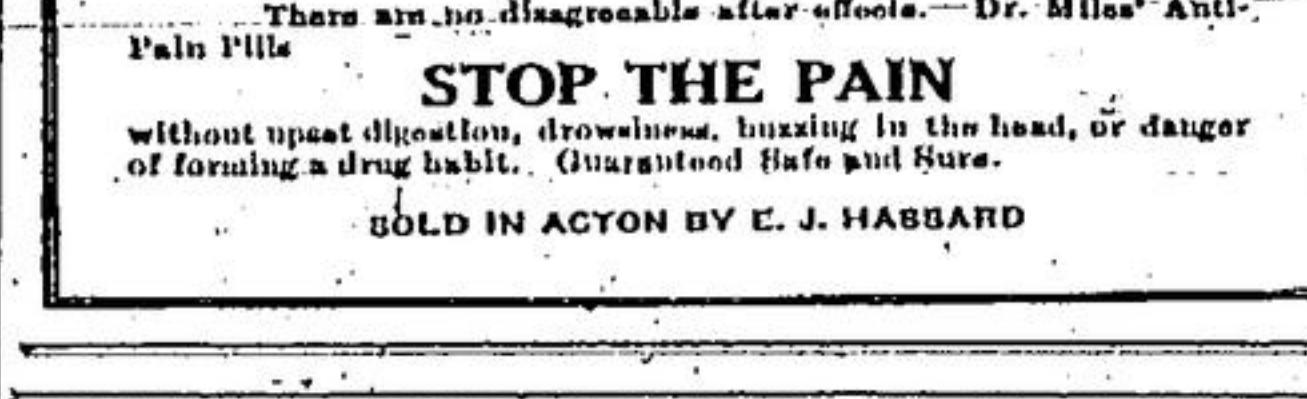 There are no disagreeable after effects.—Dr. Miles' Anti-
Pain Pills
STOP THE PAIN
without upset digestion, drowsiness, buzzing in the head, or danger
of forming a drug habit. Guaranteed Safe and Sure.
SOLD IN ACTON BY E. J. HASSARD